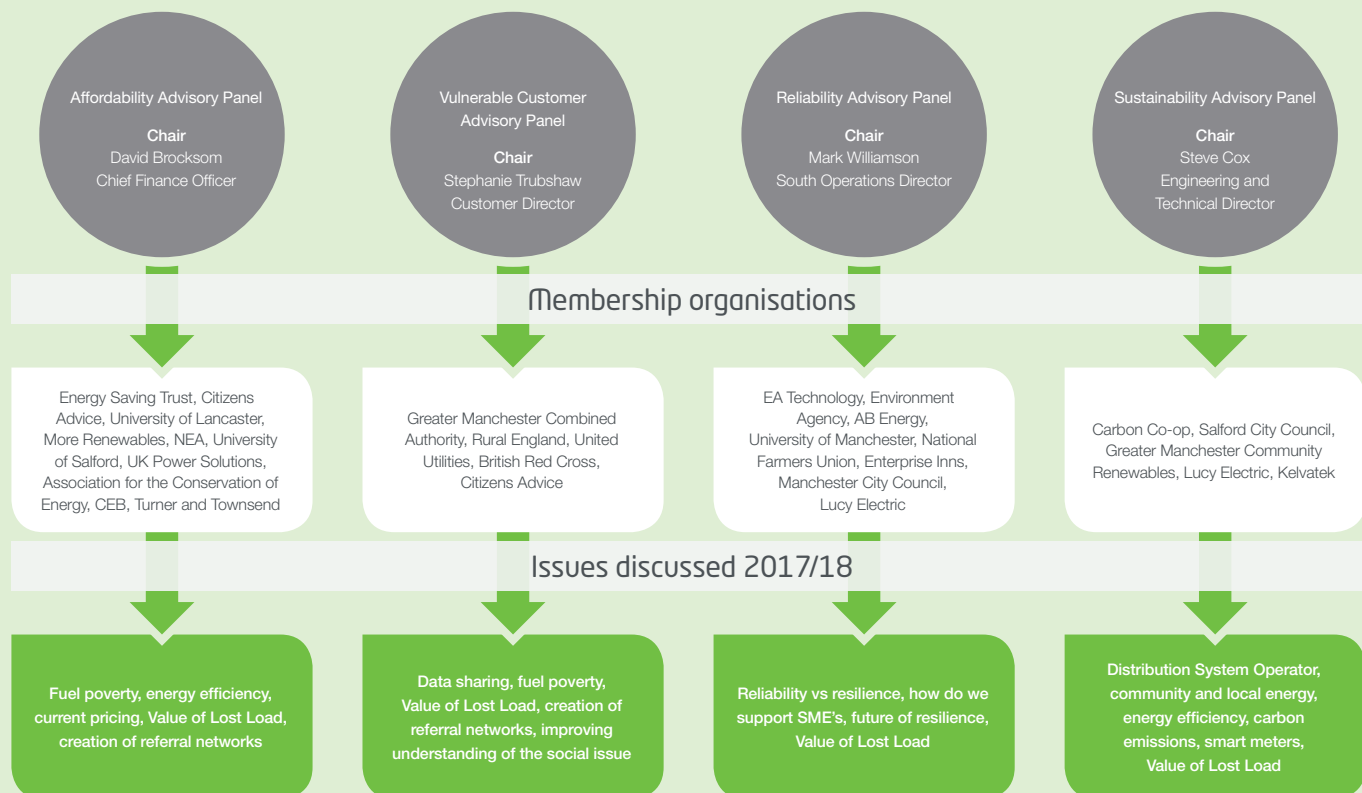 Affordability Advisory Panel
Chair
David Brocksom
Chief Finance Officer
Vulnerable Customer
Advisory Panel
Chair
Stephanie Trubshaw
Customer Director
Reliability Advisory Panel
Chair
Mark Williamson
South Operations Director
Sustainability Advisory Panel
Chair
Steve Cox
Engineering and
Technical Director
Membership organisations
Energy Saving Trust, Citizens
Advice, University of Lancaster,
More Renewables, NEA, University
of Salford, UK Power Solutions,
Association for the Conservation of
Energy, CEB, Turner and Townsend
Greater Manchester Combined
Authority, Rural England, United
Utilities, British Red Cross,
Citizens Advice
EA Technology, Environment
Agency, AB Energy,
University of Manchester, National
Farmers Union, Enterprise Inns,
Manchester City Council,
Lucy Electric
Carbon Co-op, Salford City Council,
Greater Manchester Community
Renewables, Lucy Electric, Kelvatek
Issues discussed 2017/18
Fuel poverty, energy efficiency,
current pricing, Value of Lost Load,
creation of referral networks
Data sharing, fuel poverty,
Value of Lost Load, creation of
referral networks, improving
understanding of the social issue
Reliability vs resilience, how do we
support SME's, future of resilience,
Value of Lost Load
Distribution System Operator,
community and local energy,
energy efficiency, carbon
emissions, smart meters,
Value of Lost Load